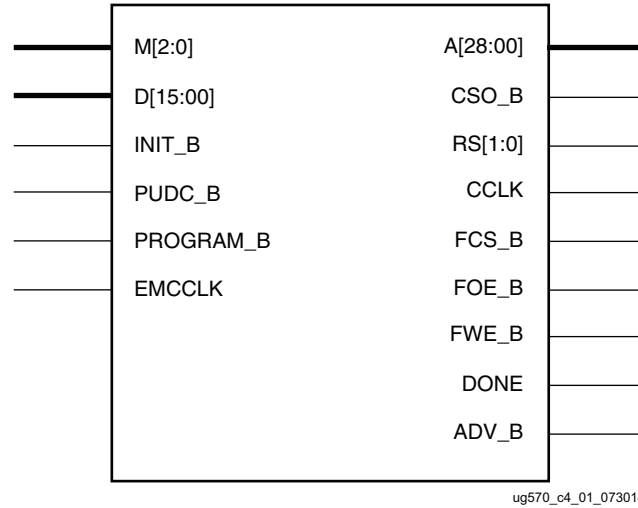 M[2:0]
A[28:00]
D[15:00]
CSO_B
INIT_B
RS[1:0]
PUDC_B
CCLK
PROGRAM_B
FCS_B
EMCCLK
FOE_B
FWE_B
DONE
ADV_B